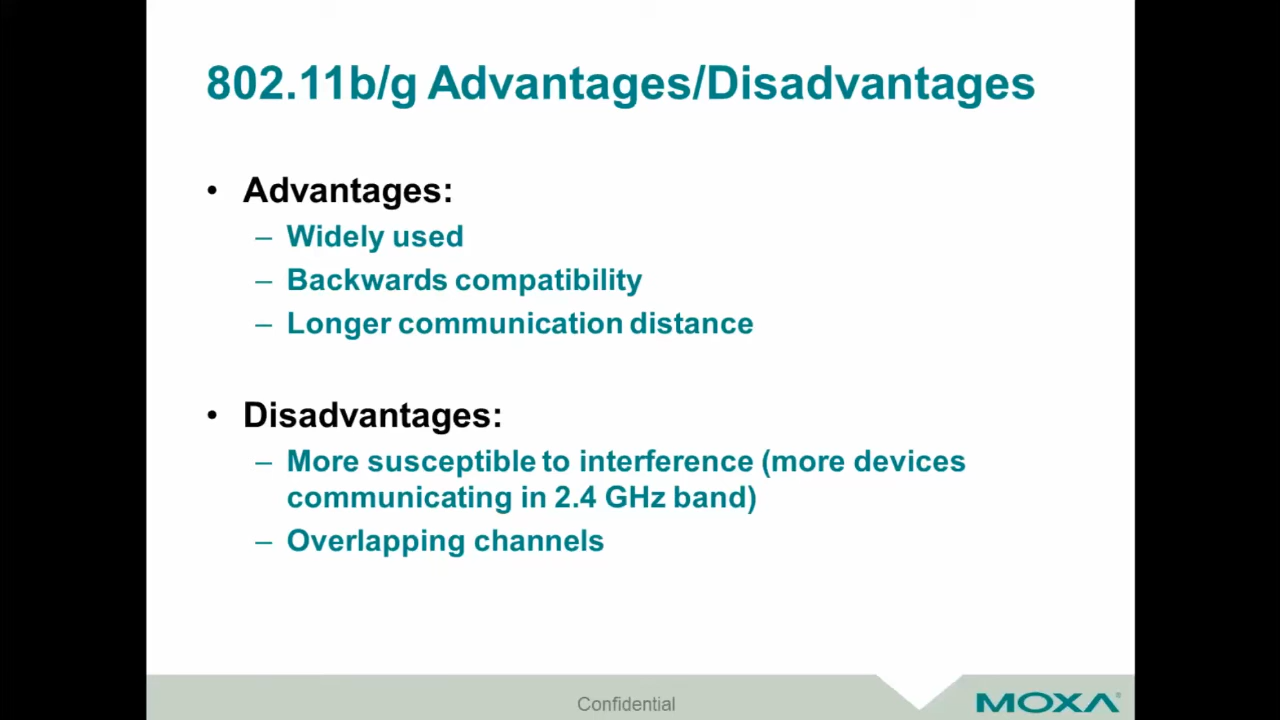 802.11b/g Advantages/Disadvantages
• Advantages:
– Widely used
– Backwards compatibility
– Longer communication distance
• Disadvantages:
– More susceptible to interference (more devices
communicating in 2.4 GHz band)
– Overlapping channels
Confidential
MOXA®